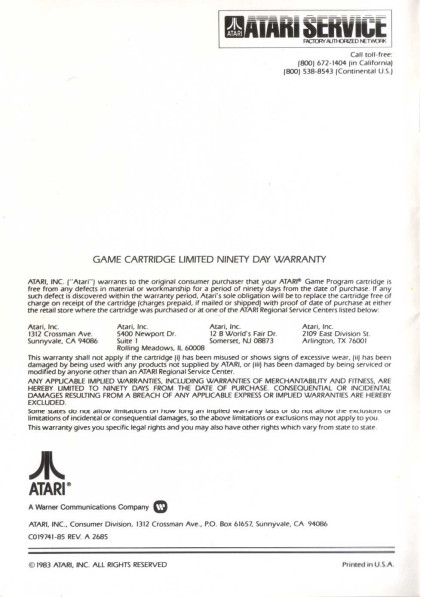 ATARI
ATARI SERVICE
FACTORY AUTHORIZED NETWORK
Call toll-free:
(800) 672-1404 (in California)
(800) 538-8543 (Continental U.S.)
GAME CARTRIDGE LIMITED NINETY DAY WARRANTY
ATARI, INC. ("Atari") warrants to the original consumer purchaser that your ATARI® Game Program cartridge is
free from any defects in material or workmanship for a period of ninety days from the date of purchase. If any
such defect is discovered within the warranty period, Atari's sole obligation will be to replace the cartridge free of
charge on receipt of the cartridge (charges prepaid, if mailed or shipped) with proof of date of purchase at either
the retail store where the cartridge was purchased or at one of the ATARI Regional Service Centers listed below:
Atari, Inc.
1312 Crossman Ave.
Sunnyvale, CA 94086
Atari, Inc.
5400 Newport Dr.
Suite 1
Rolling Meadows, IL 60008
Atari, Inc.
12 B World's Fair Dr.
Somerset, NJ 08873
Atari, Inc.
2109 East Division St.
Arlington, TX 76001
This warranty shall not apply if the cartridge (i) has been misused or shows signs of excessive wear, (ii) has been
damaged by being used with any products not supplied by ATARI, or (iii) has been damaged by being serviced or
modified by anyone other than an ATARI Regional Service Center.
ANY APPLICABLE IMPLIED WARRANTIES, INCLUDING WARRANTIES OF MERCHANTABILITY AND FITNESS, ARE
HEREBY LIMITED TO NINETY DAYS FROM THE DATE OF PURCHASE. CONSEQUENTIAL OR INCIDENTAL
DAMAGES RESULTING FROM A BREACH OF ANY APPLICABLE EXPRESS OR IMPLIED WARRANTIES ARE HEREBY
EXCLUDED.
Some states do not allow limitations on how long an implied warranty lasts or do not allow the exclusions or
limitations of incidental or consequential damages, so the above limitations or exclusions may not apply to you.
This warranty gives you specific legal rights and you may also have other rights which vary from state to state.
ATARI®
A Warner Communications Company
ATARI, INC., Consumer Division, 1312 Crossman Ave., P.O. Box 61657, Sunnyvale, CA 94086
C019741-85 REV. A 2685
© 1983 ATARI, INC. ALL RIGHTS RESERVED
Printed in U.S.A.